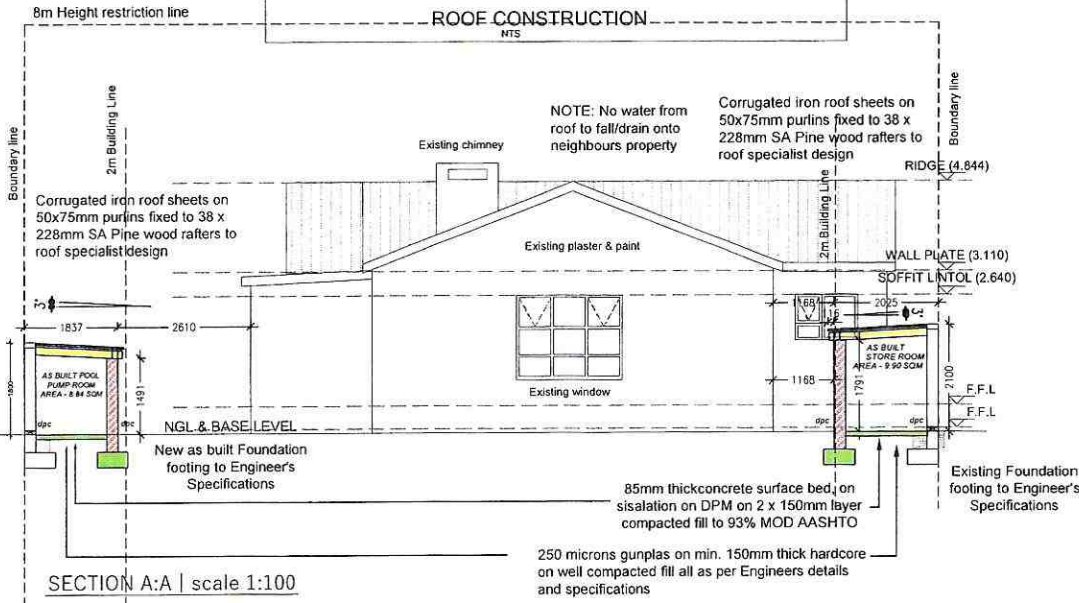 8m Height restriction line
ROOF CONSTRUCTION
NTS
Boundary line
2m Building Line
Existing chimney
NOTE: No water from
roof to fall/drain onto
neighbours property
Corrugated iron roof sheets on
50x75mm purlins fixed to 38 x
228mm SA Pine wood rafters to
roof specialist design
Boundary line
RIDGE (4.844)
Corrugated iron roof sheets on
50x75mm purlins fixed to 38 x
228mm SA Pine wood rafters to
roof specialist design
Existing plaster & paint
2m Building Line
WALL PLATE (3.110)
SOFFIT LINTOL (2.640)
3°
1837
2610
1168
2025
16
3°
AS BUILT POOL
PUMP ROOM
AREA - 8.84 SQM
1800
1491
Existing window
1168
1791
AS BUILT
STORE ROOM
AREA - 9.90 SQM
2100
F.F.L
F.F.L
dpc
dpc
dpc
dpc
NGL & BASE LEVEL
New as built Foundation
footing to Engineer's
Specifications
Existing Foundation
footing to Engineer's
Specifications
85mm thickconcrete surface bed, on
sisalation on DPM on 2 x 150mm layer
compacted fill to 93% MOD AASHTO
250 microns gunplas on min. 150mm thick hardcore
on well compacted fill all as per Engineers details
and specifications
SECTION A:A | scale 1:100